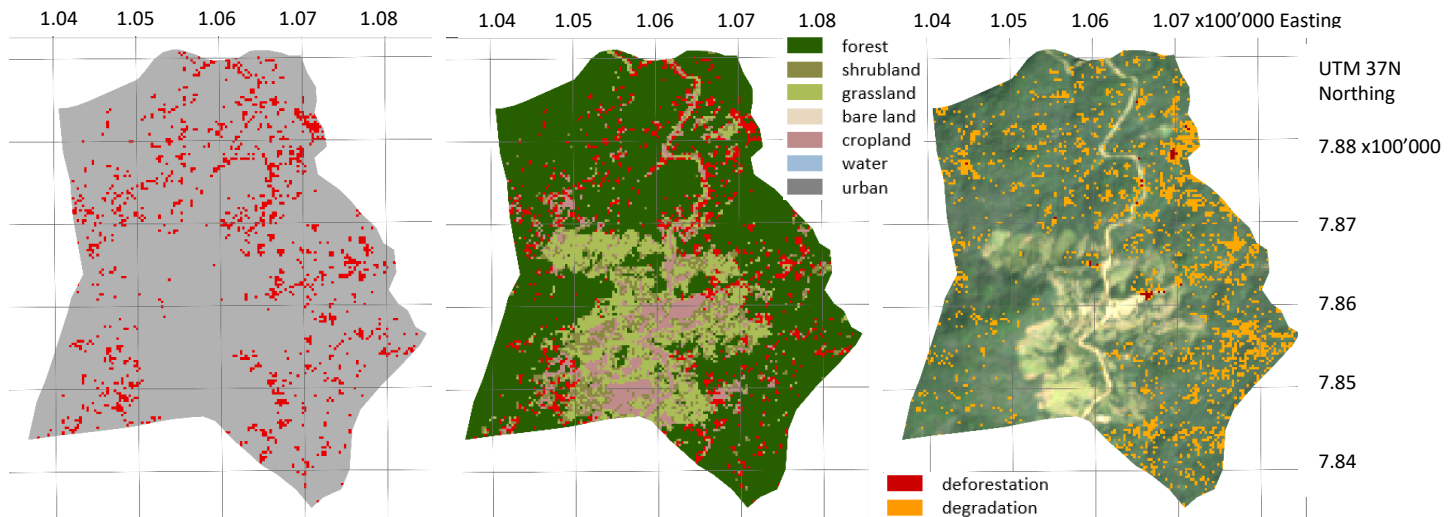 1.04 1.05 1.06 1.07 1.08
1.04 1.05 1.06 1.07 1.08
1.04 1.05 1.06 1.07 x100’000 Easting
forest
shrubland
grassland
bare land
cropland
water
urban
UTM 37N
Northing
7.88 x100’000
7.87
7.86
7.85
7.84
deforestation
degradation